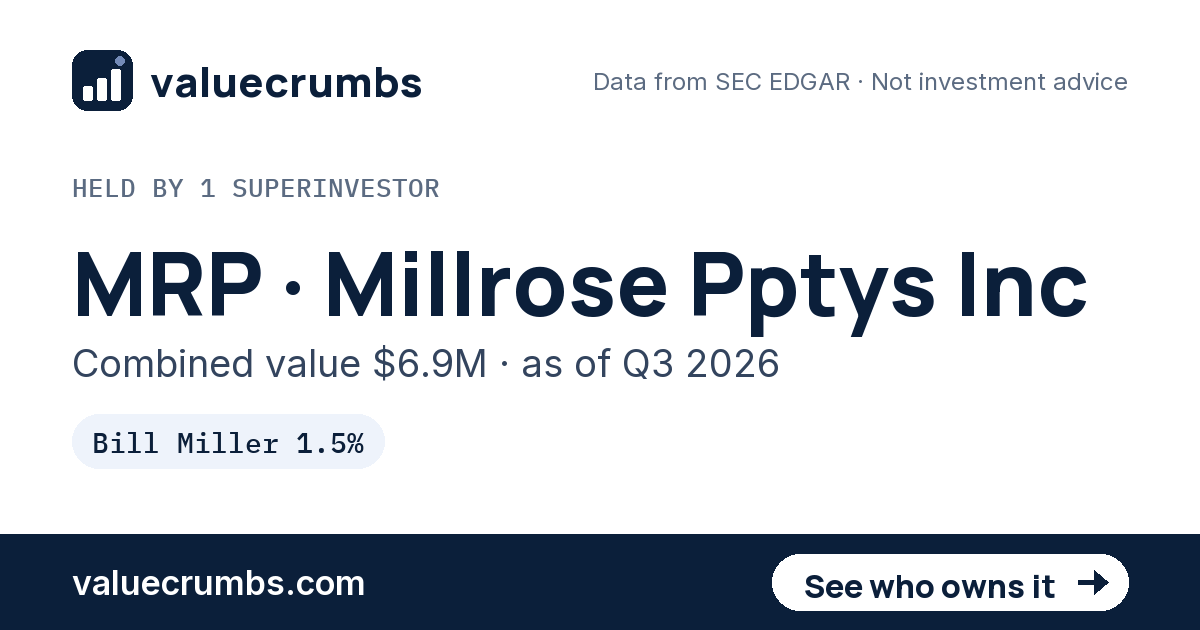 valuecrumbs
Data from SEC EDGAR · Not investment advice
HELD BY 1 SUPERINVESTOR
MRP · Millrose Pptys Inc
Combined value $6.9M · as of Q3 2026
Bill Miller 1.5%
valuecrumbs.com
See who owns it →